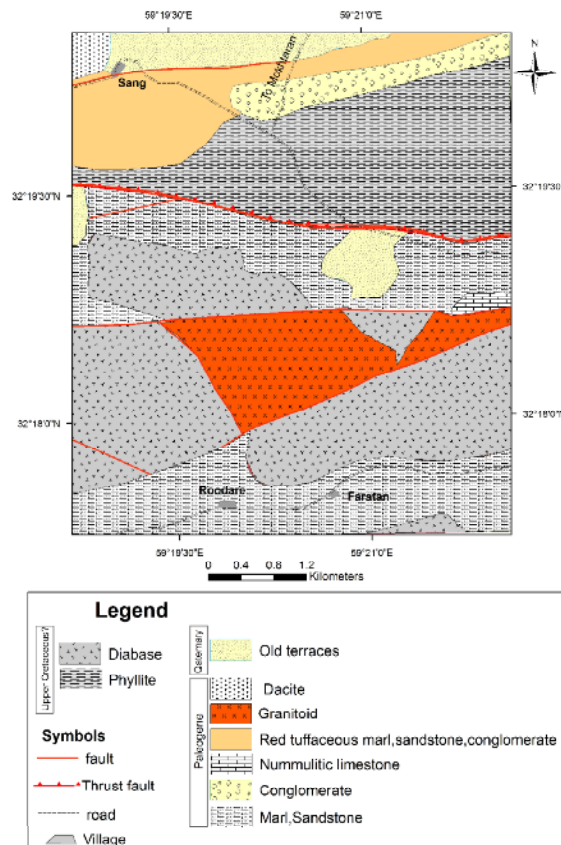 59°19'30"E 59°21'0"E
N
To Mokhtaran
Sang
32°19'30"N 32°19'30"N
32°18'0"N 32°18'0"N
Roodare
Faratan
59°19'30"E 59°21'0"E
0 0.4 0.8 1.2
Kilometers
Legend
Upper Cretaceous?
Diabase
Phyllite
Symbols
fault
Thrust fault
road
Village
Qaternary
Old terraces
Paleogene
Dacite
Granitoid
Red tuffaceous marl,sandstone,conglomerate
Nummulitic limestone
Conglomerate
Marl,Sandstone